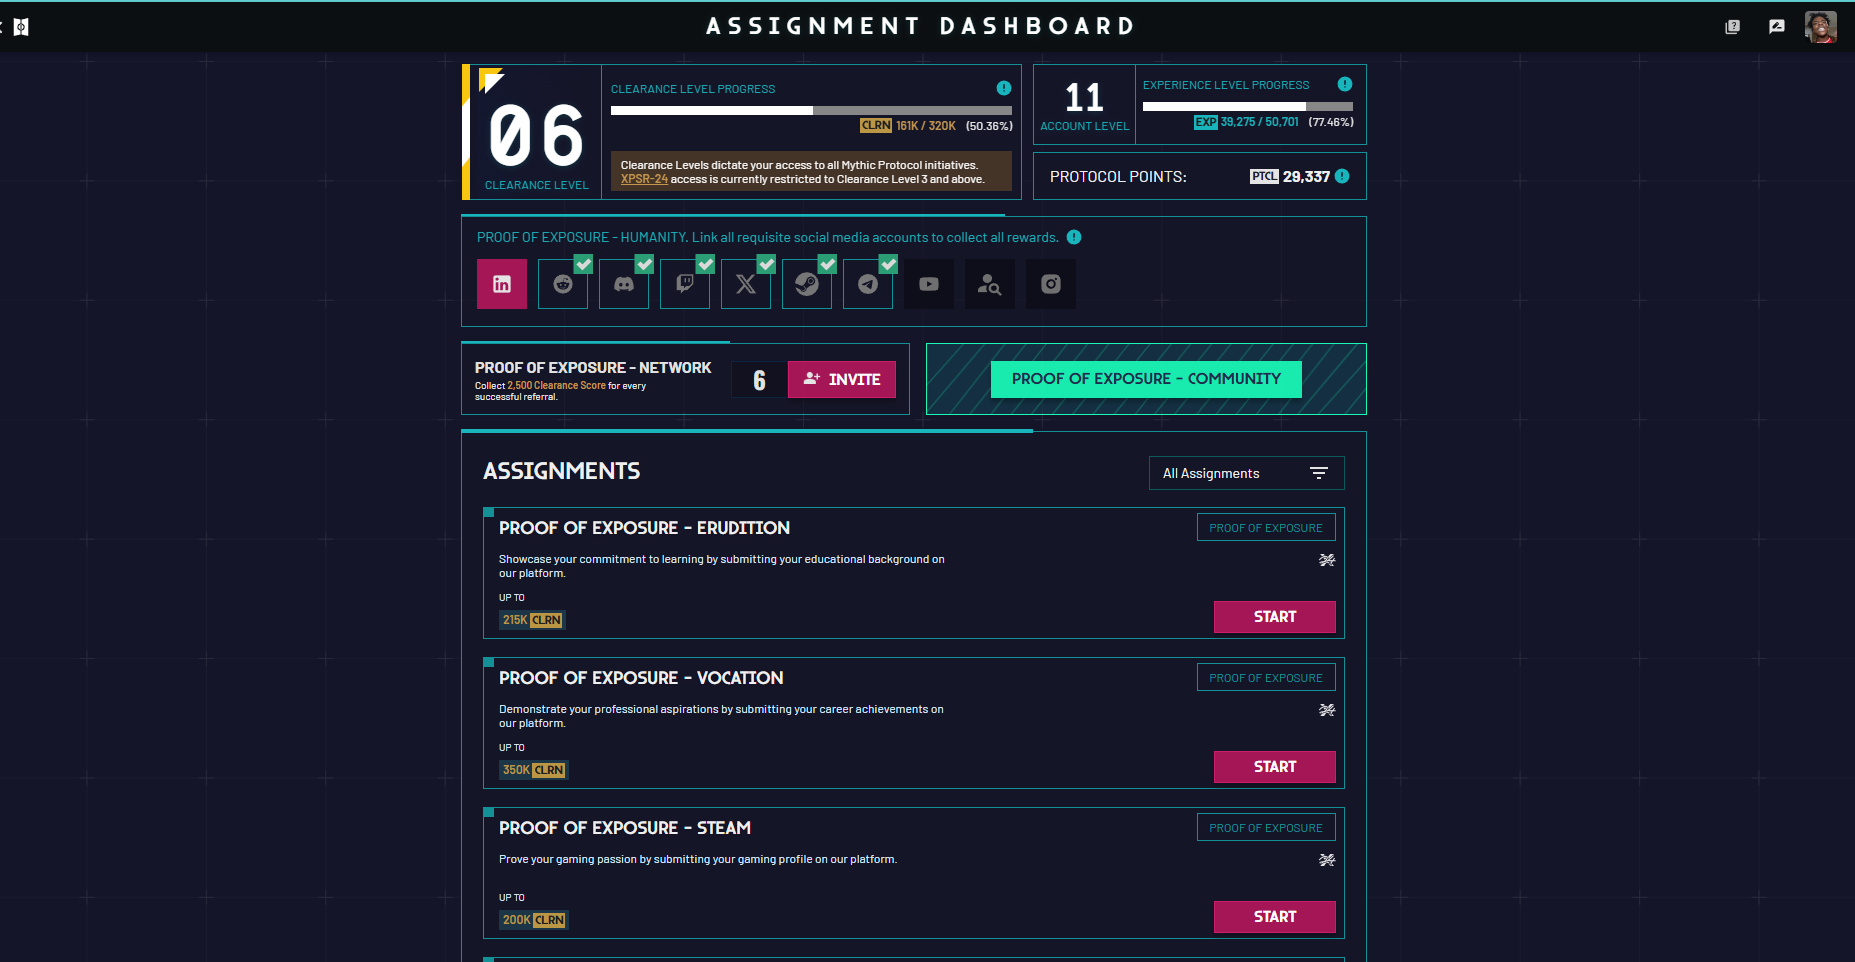 ASSIGNMENT DASHBOARD
06
CLEARANCE LEVEL
CLEARANCE LEVEL PROGRESS
CLRN 161K / 320K (50.36%)
Clearance Levels dictate your access to all Mythic Protocol initiatives.
XPSR-24 access is currently restricted to Clearance Level 3 and above.
11
ACCOUNT LEVEL
EXPERIENCE LEVEL PROGRESS
EXP 39,275 / 50,701 (77.46%)
PROTOCOL POINTS: PTCL 29,337
PROOF OF EXPOSURE - HUMANITY. Link all requisite social media accounts to collect all rewards.
PROOF OF EXPOSURE - NETWORK
Collect 2,500 Clearance Score for every
successful referral.
6
INVITE
PROOF OF EXPOSURE - COMMUNITY
ASSIGNMENTS
All Assignments
PROOF OF EXPOSURE - ERUDITION
PROOF OF EXPOSURE
Showcase your commitment to learning by submitting your educational background on
our platform.
UP TO
215K CLRN
START
PROOF OF EXPOSURE - VOCATION
PROOF OF EXPOSURE
Demonstrate your professional aspirations by submitting your career achievements on
our platform.
UP TO
350K CLRN
START
PROOF OF EXPOSURE - STEAM
PROOF OF EXPOSURE
Prove your gaming passion by submitting your gaming profile on our platform.
UP TO
200K CLRN
START